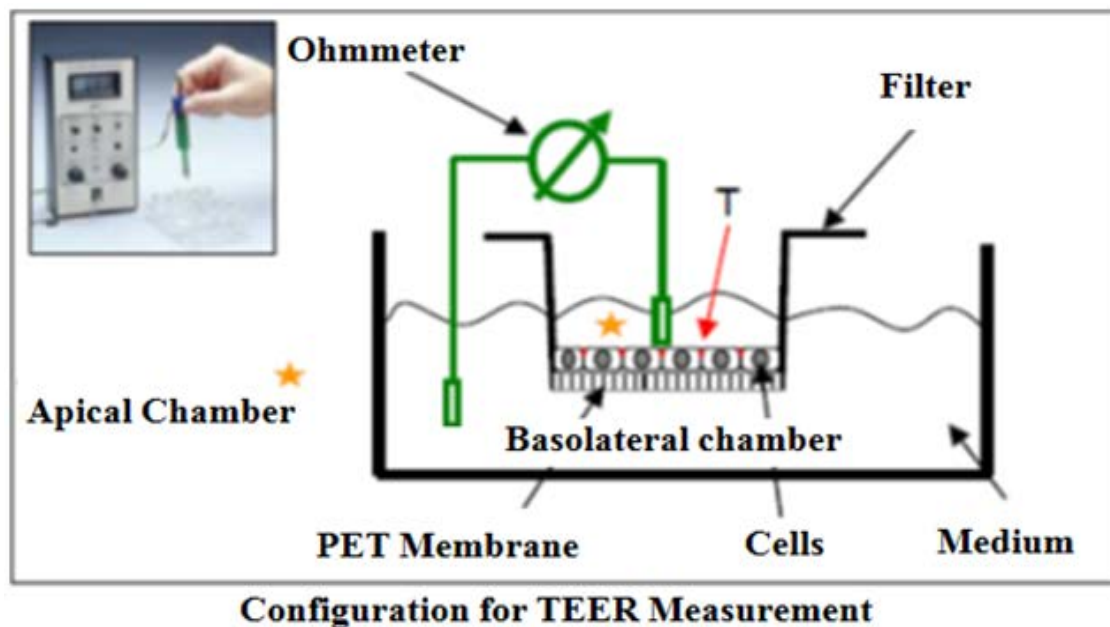 Ohmmeter
Filter
T
Apical Chamber
Basolateral chamber
PET Membrane
Cells
Medium
Configuration for TEER Measurement